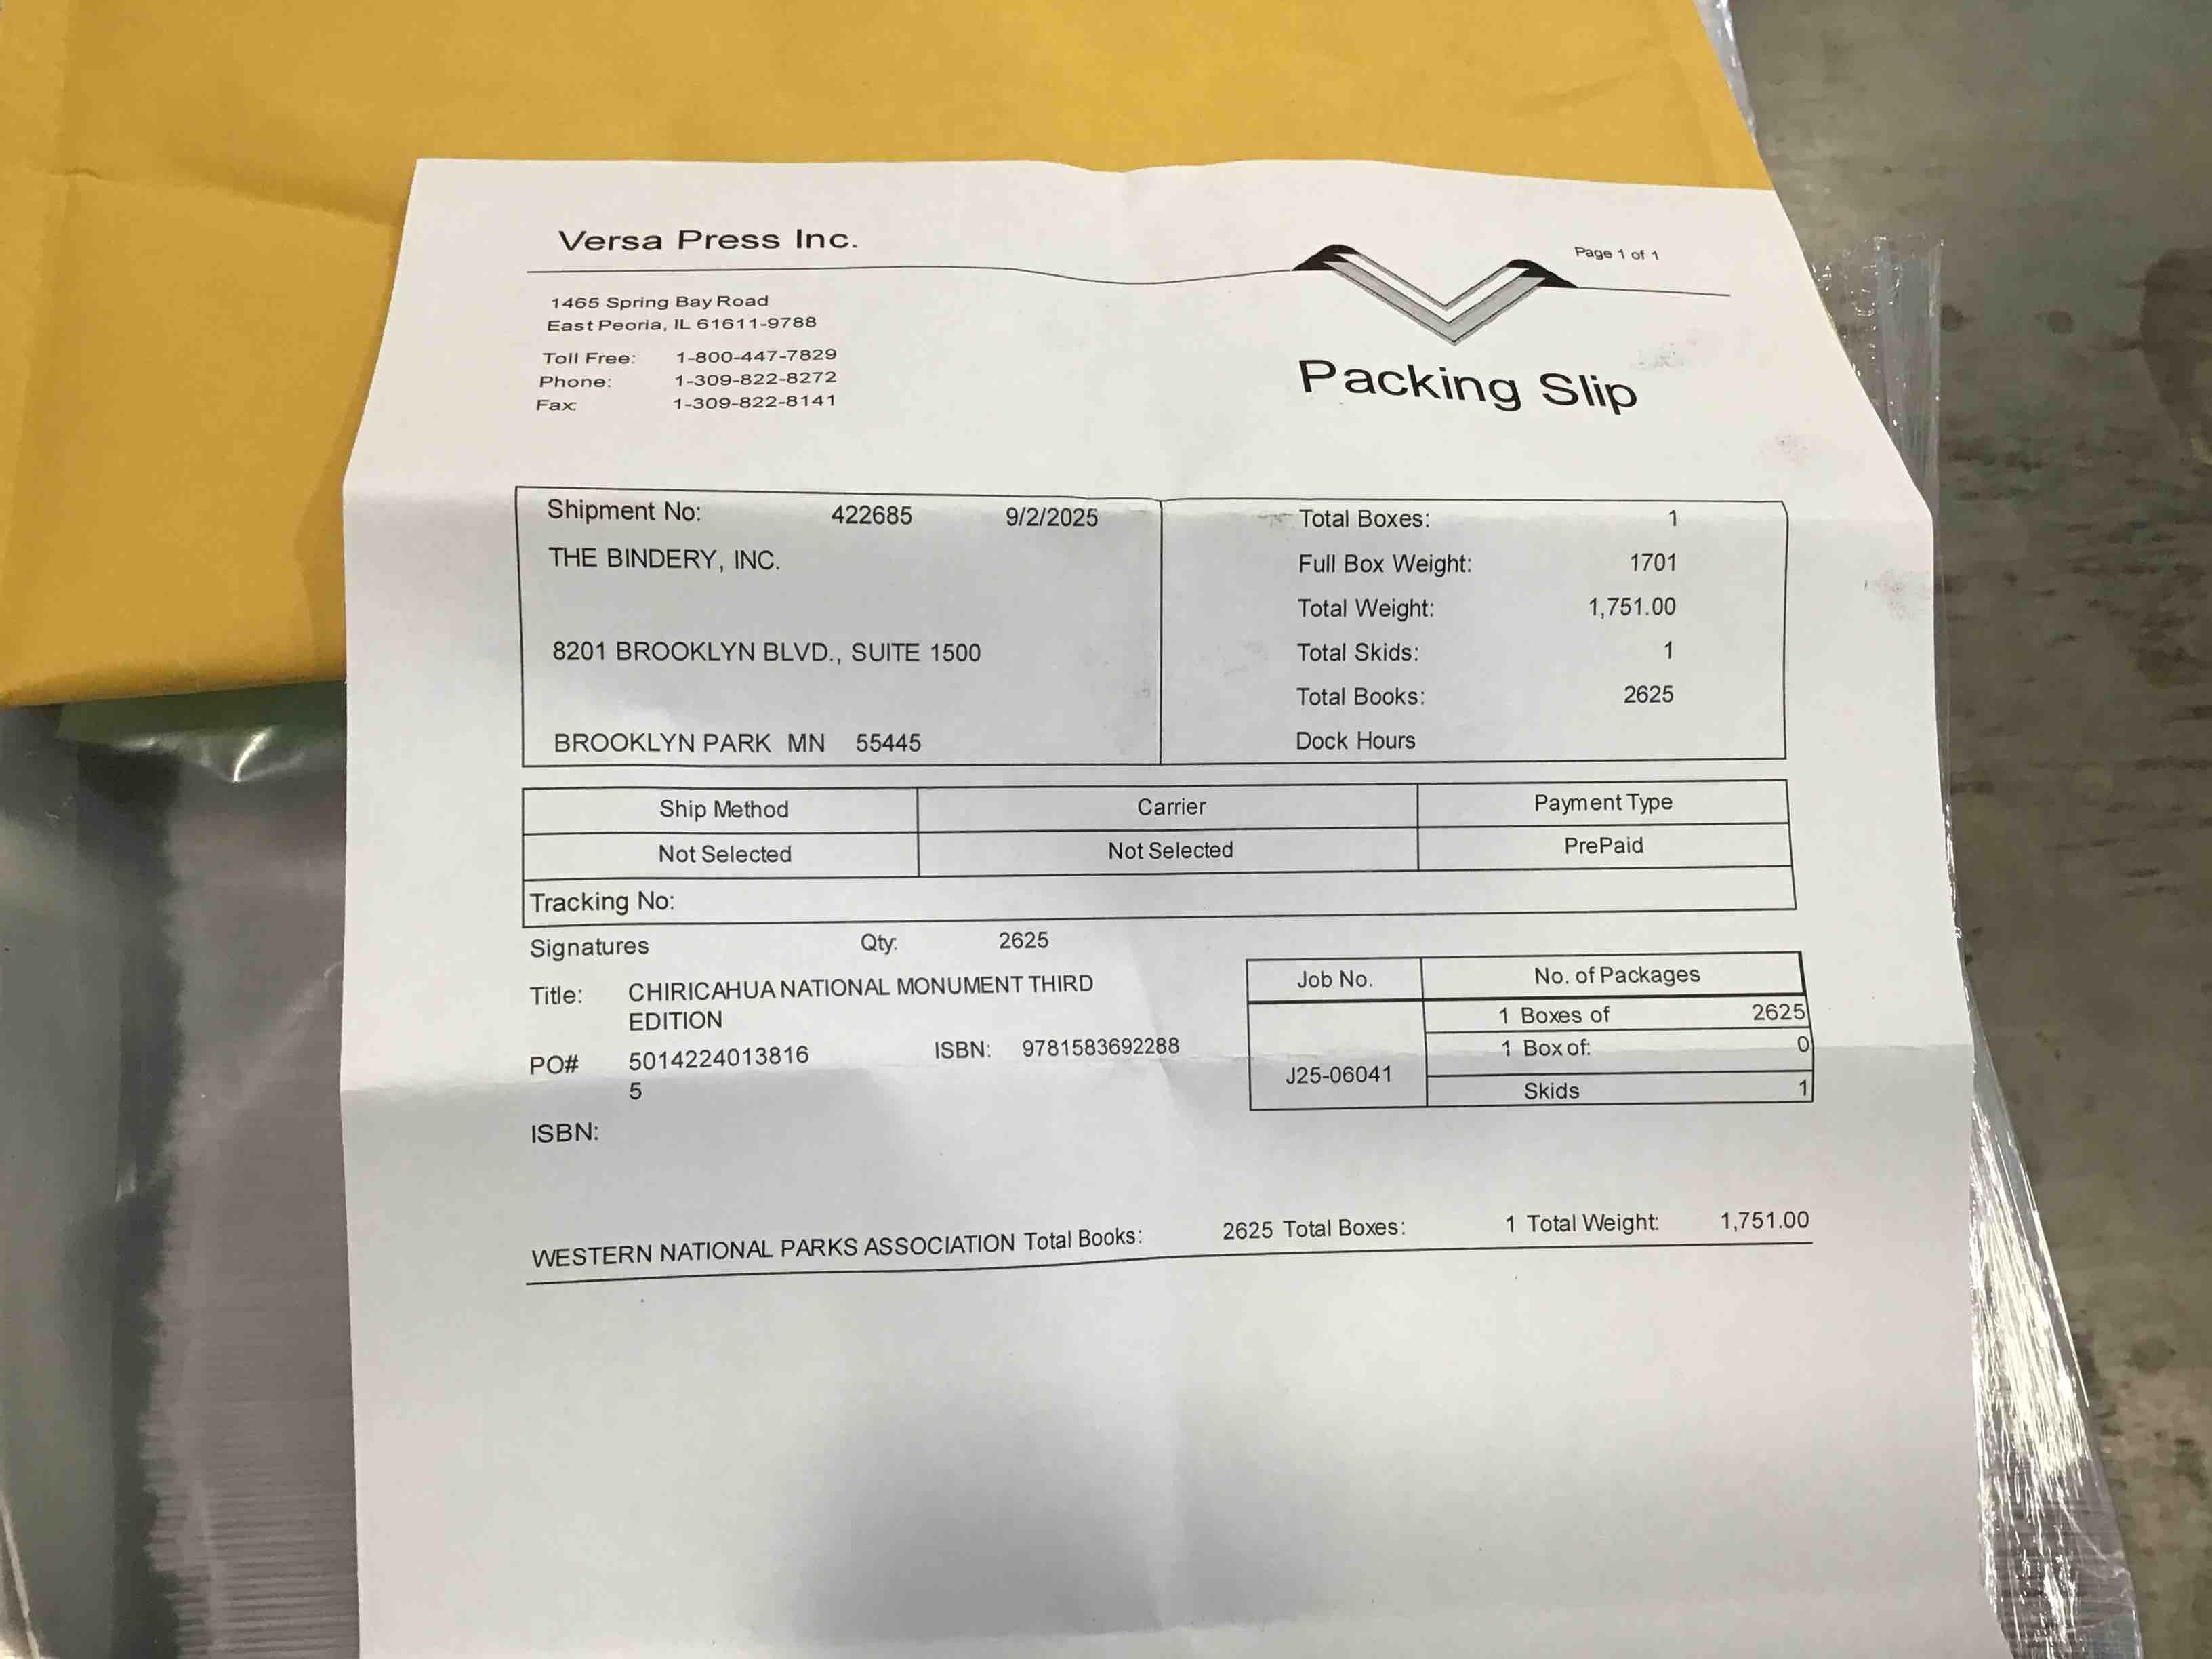 Versa Press Inc.
Page 1 of 1
1465 Spring Bay Road
East Peoria, IL 61611-9788
Toll Free: 1-800-447-7829
Phone: 1-309-822-8272
Fax: 1-309-822-8141
Packing Slip
Shipment No: 422685 9/2/2025
THE BINDERY, INC.
8201 BROOKLYN BLVD., SUITE 1500
BROOKLYN PARK MN 55445
Total Boxes: 1
Full Box Weight: 1701
Total Weight: 1,751.00
Total Skids: 1
Total Books: 2625
Dock Hours
Ship Method Carrier Payment Type
Not Selected Not Selected PrePaid
Tracking No:
Signatures Qty: 2625
Title: CHIRICAHUA NATIONAL MONUMENT THIRD
EDITION
PO# 5014224013816 ISBN: 9781583692288
5
ISBN:
Job No. No. of Packages
1 Boxes of 2625
1 Box of: 0
J25-06041
Skids 1
WESTERN NATIONAL PARKS ASSOCIATION Total Books: 2625 Total Boxes: 1 Total Weight: 1,751.00